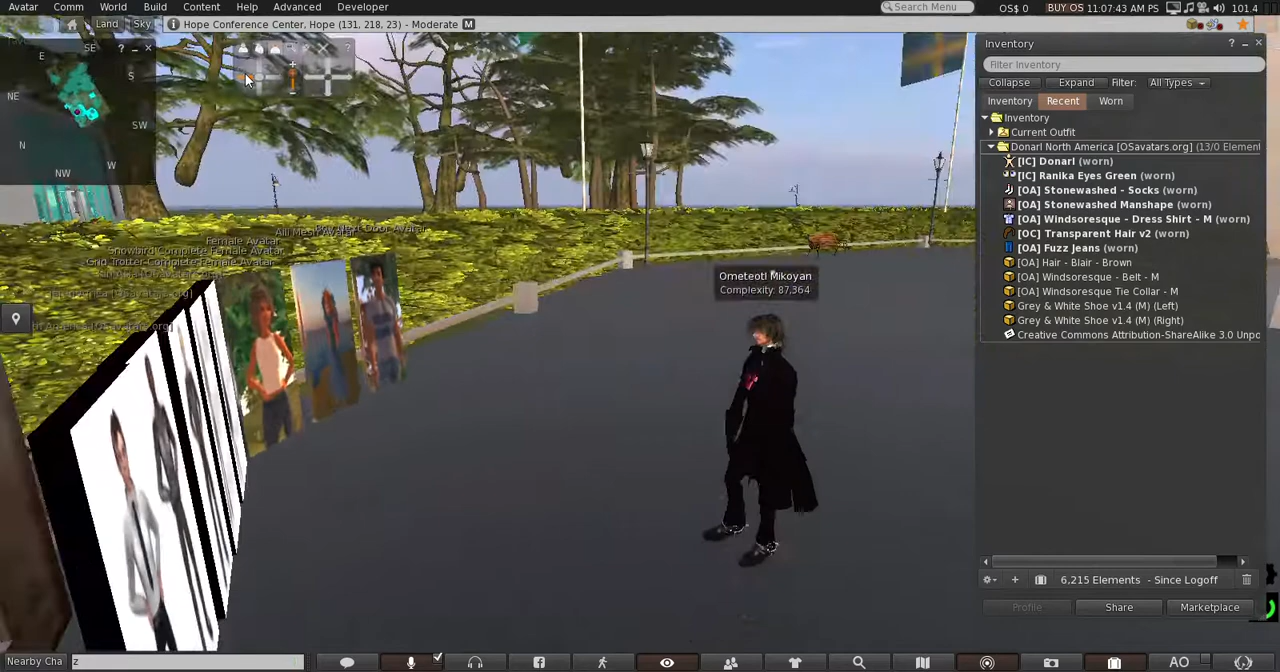 Avatar Comm World Build Content Help Advanced Developer
Search Menu
OS$ 0 BUY OS 11:07:43 AM PS 101.4
Land Sky Hope Conference Center, Hope (131, 218, 23) - Moderate M
E SE ? S NE SW N W NW
?
Inventory ?
Filter Inventory
Collapse Expand Filter: All Types
Inventory Recent Worn
Inventory
Current Outfit
Donarl North America [OSavatars.org] (13/0 Element
[IC] Donarl (worn)
[IC] Ranika Eyes Green (worn)
[OA] Stonewashed - Socks (worn)
[OA] Stonewashed Manshape (worn)
[OA] Windsoresque - Dress Shirt - M (worn)
[OC] Transparent Hair v2 (worn)
[OA] Fuzz Jeans (worn)
[OA] Hair - Blair - Brown
[OA] Windsoresque - Belt - M
[OA] Windsoresque Tie Collar - M
Grey & White Shoe v1.4 (M) (Left)
Grey & White Shoe v1.4 (M) (Right)
Creative Commons Attribution-ShareAlike 3.0 Unpo
6,215 Elements - Since Logoff
Profile Share Marketplace
Female Avatar
Snowbird Complete Female Avatar
Grid Trotter Complete Female Avatar
Ometeotl Mikoyan
Complexity: 87,364
Nearby Cha z
AO